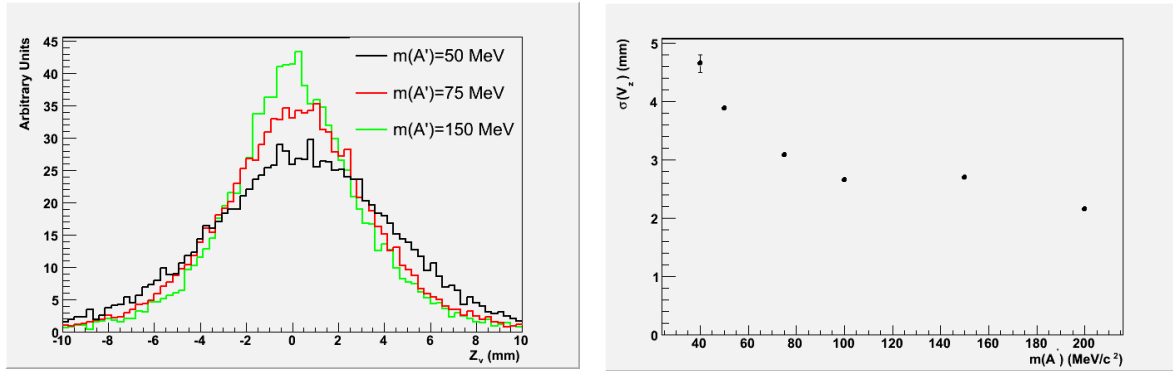 Arbitrary Units
45
40
35
30
25
20
15
10
5
0
m(A')=50 MeV
m(A')=75 MeV
m(A')=150 MeV
-10 -8 -6 -4 -2 0 2 4 6 8 10
Z_v (mm)
σ(V_z) (mm)
5
4
3
2
1
0
40 60 80 100 120 140 160 180 200
m(A') (MeV/c²)